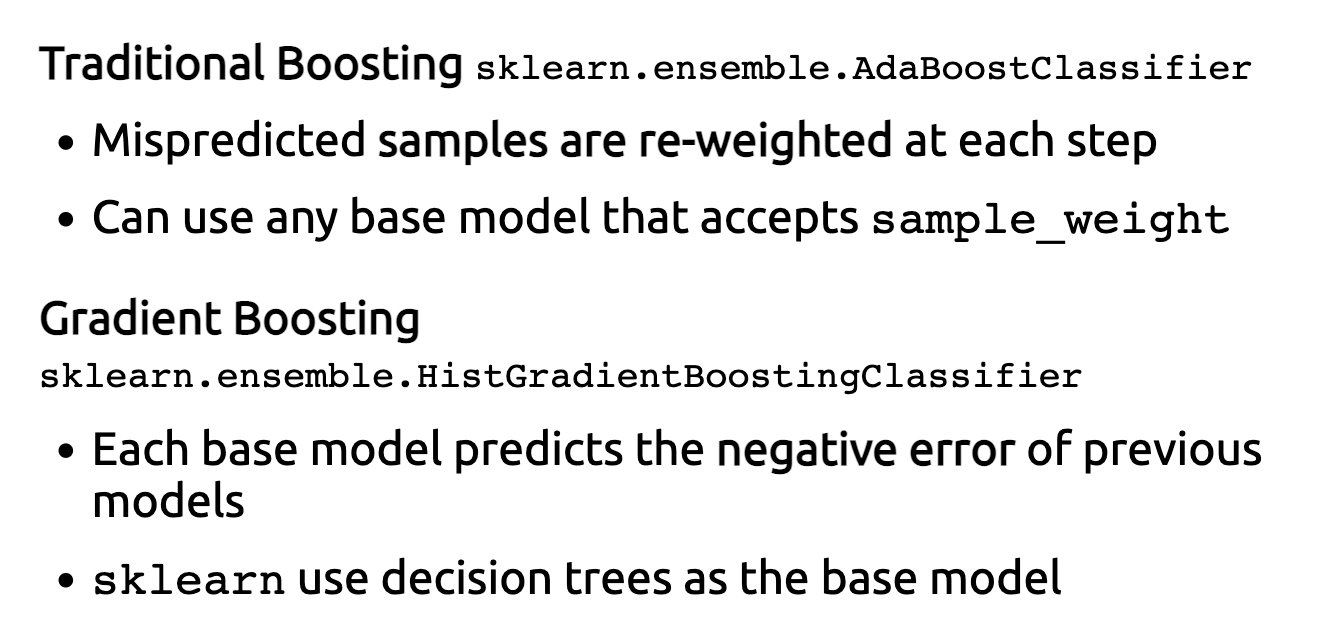 Traditional Boosting sklearn.ensemble.AdaBoostClassifier
• Mispredicted samples are re-weighted at each step
• Can use any base model that accepts sample_weight
Gradient Boosting
sklearn.ensemble.HistGradientBoostingClassifier
• Each base model predicts the negative error of previous
models
• sklearn use decision trees as the base model